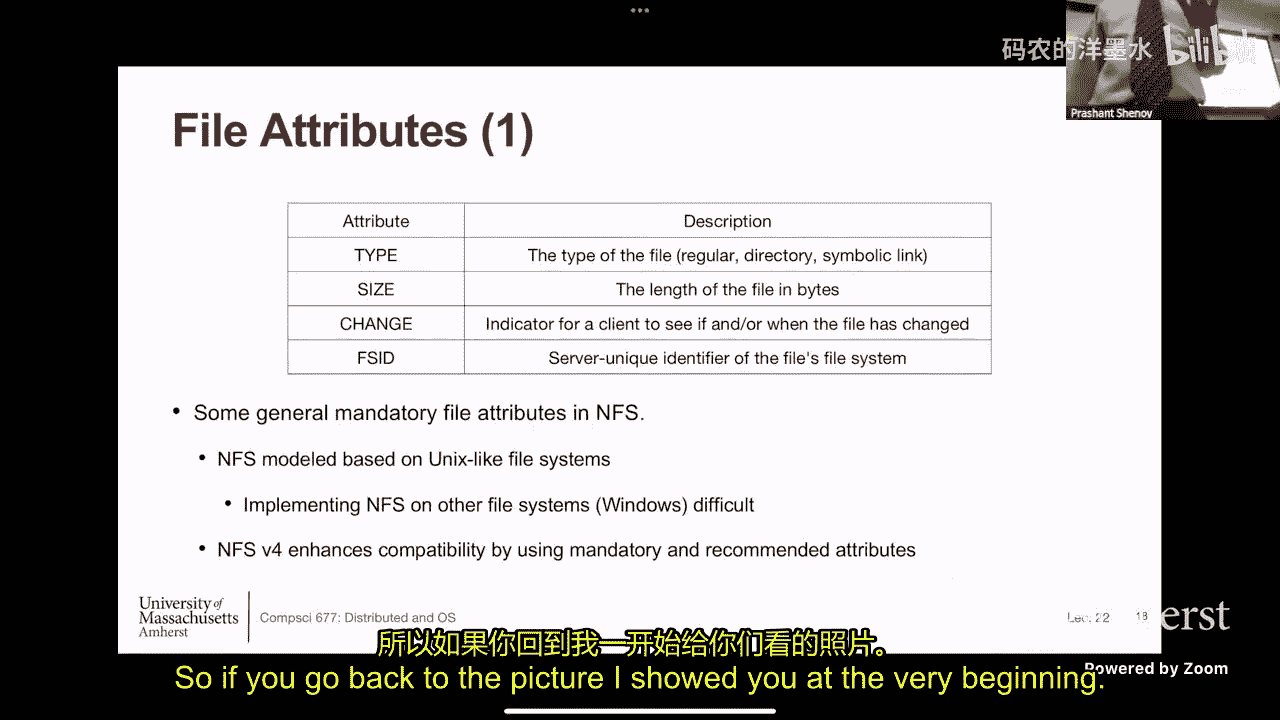 码农的洋墨水 bilibili
Prashant Shenoy
File Attributes (1)
Attribute Description
TYPE The type of the file (regular, directory, symbolic link)
SIZE The length of the file in bytes
CHANGE Indicator for a client to see if and/or when the file has changed
FSID Server-unique identifier of the file's file system
• Some general mandatory file attributes in NFS.
• NFS modeled based on Unix-like file systems
• Implementing NFS on other file systems (Windows) difficult
• NFS v4 enhances compatibility by using mandatory and recommended attributes
University of
Massachusetts
Amherst
Compsci 677: Distributed and OS
Lec. 22 18
所以如果你回到我一开始给你们看的照片。
So if you go back to the picture I showed you at the very beginning.
Powered by Zoom